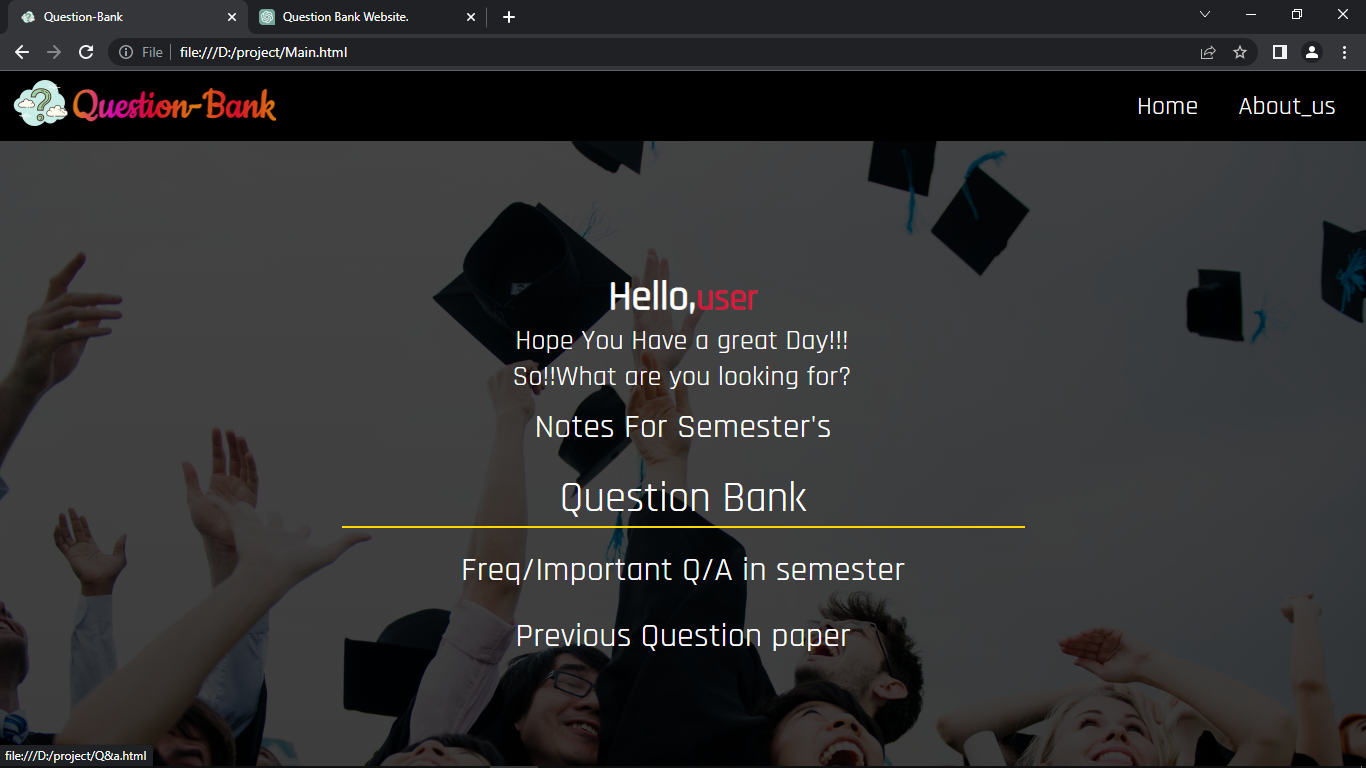 Question-Bank
Question Bank Website.
File
file:///D:/project/Main.html
Question-Bank
Home
About_us
Hello,user
Hope You Have a great Day!!!
So!!What are you looking for?
Notes For Semester's
Question Bank
Freq/Important Q/A in semester
Previous Question paper
file:///D:/project/Q&a.html